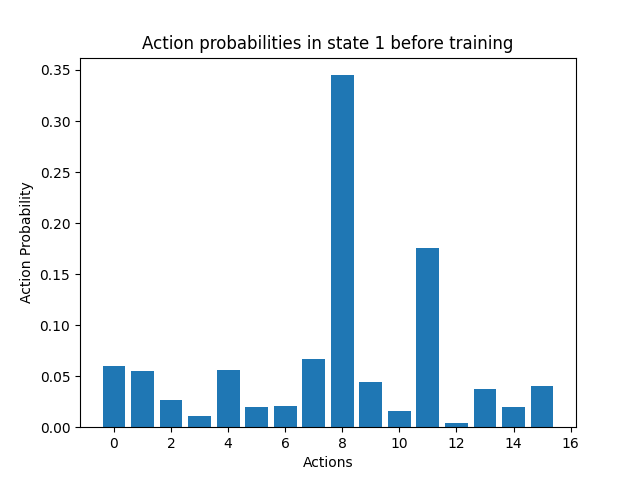 Action probabilities in state 1 before training
0.35
0.30
0.25
0.20
0.15
0.10
0.05
0.00
Action Probability
0 2 4 6 8 10 12 14 16
Actions